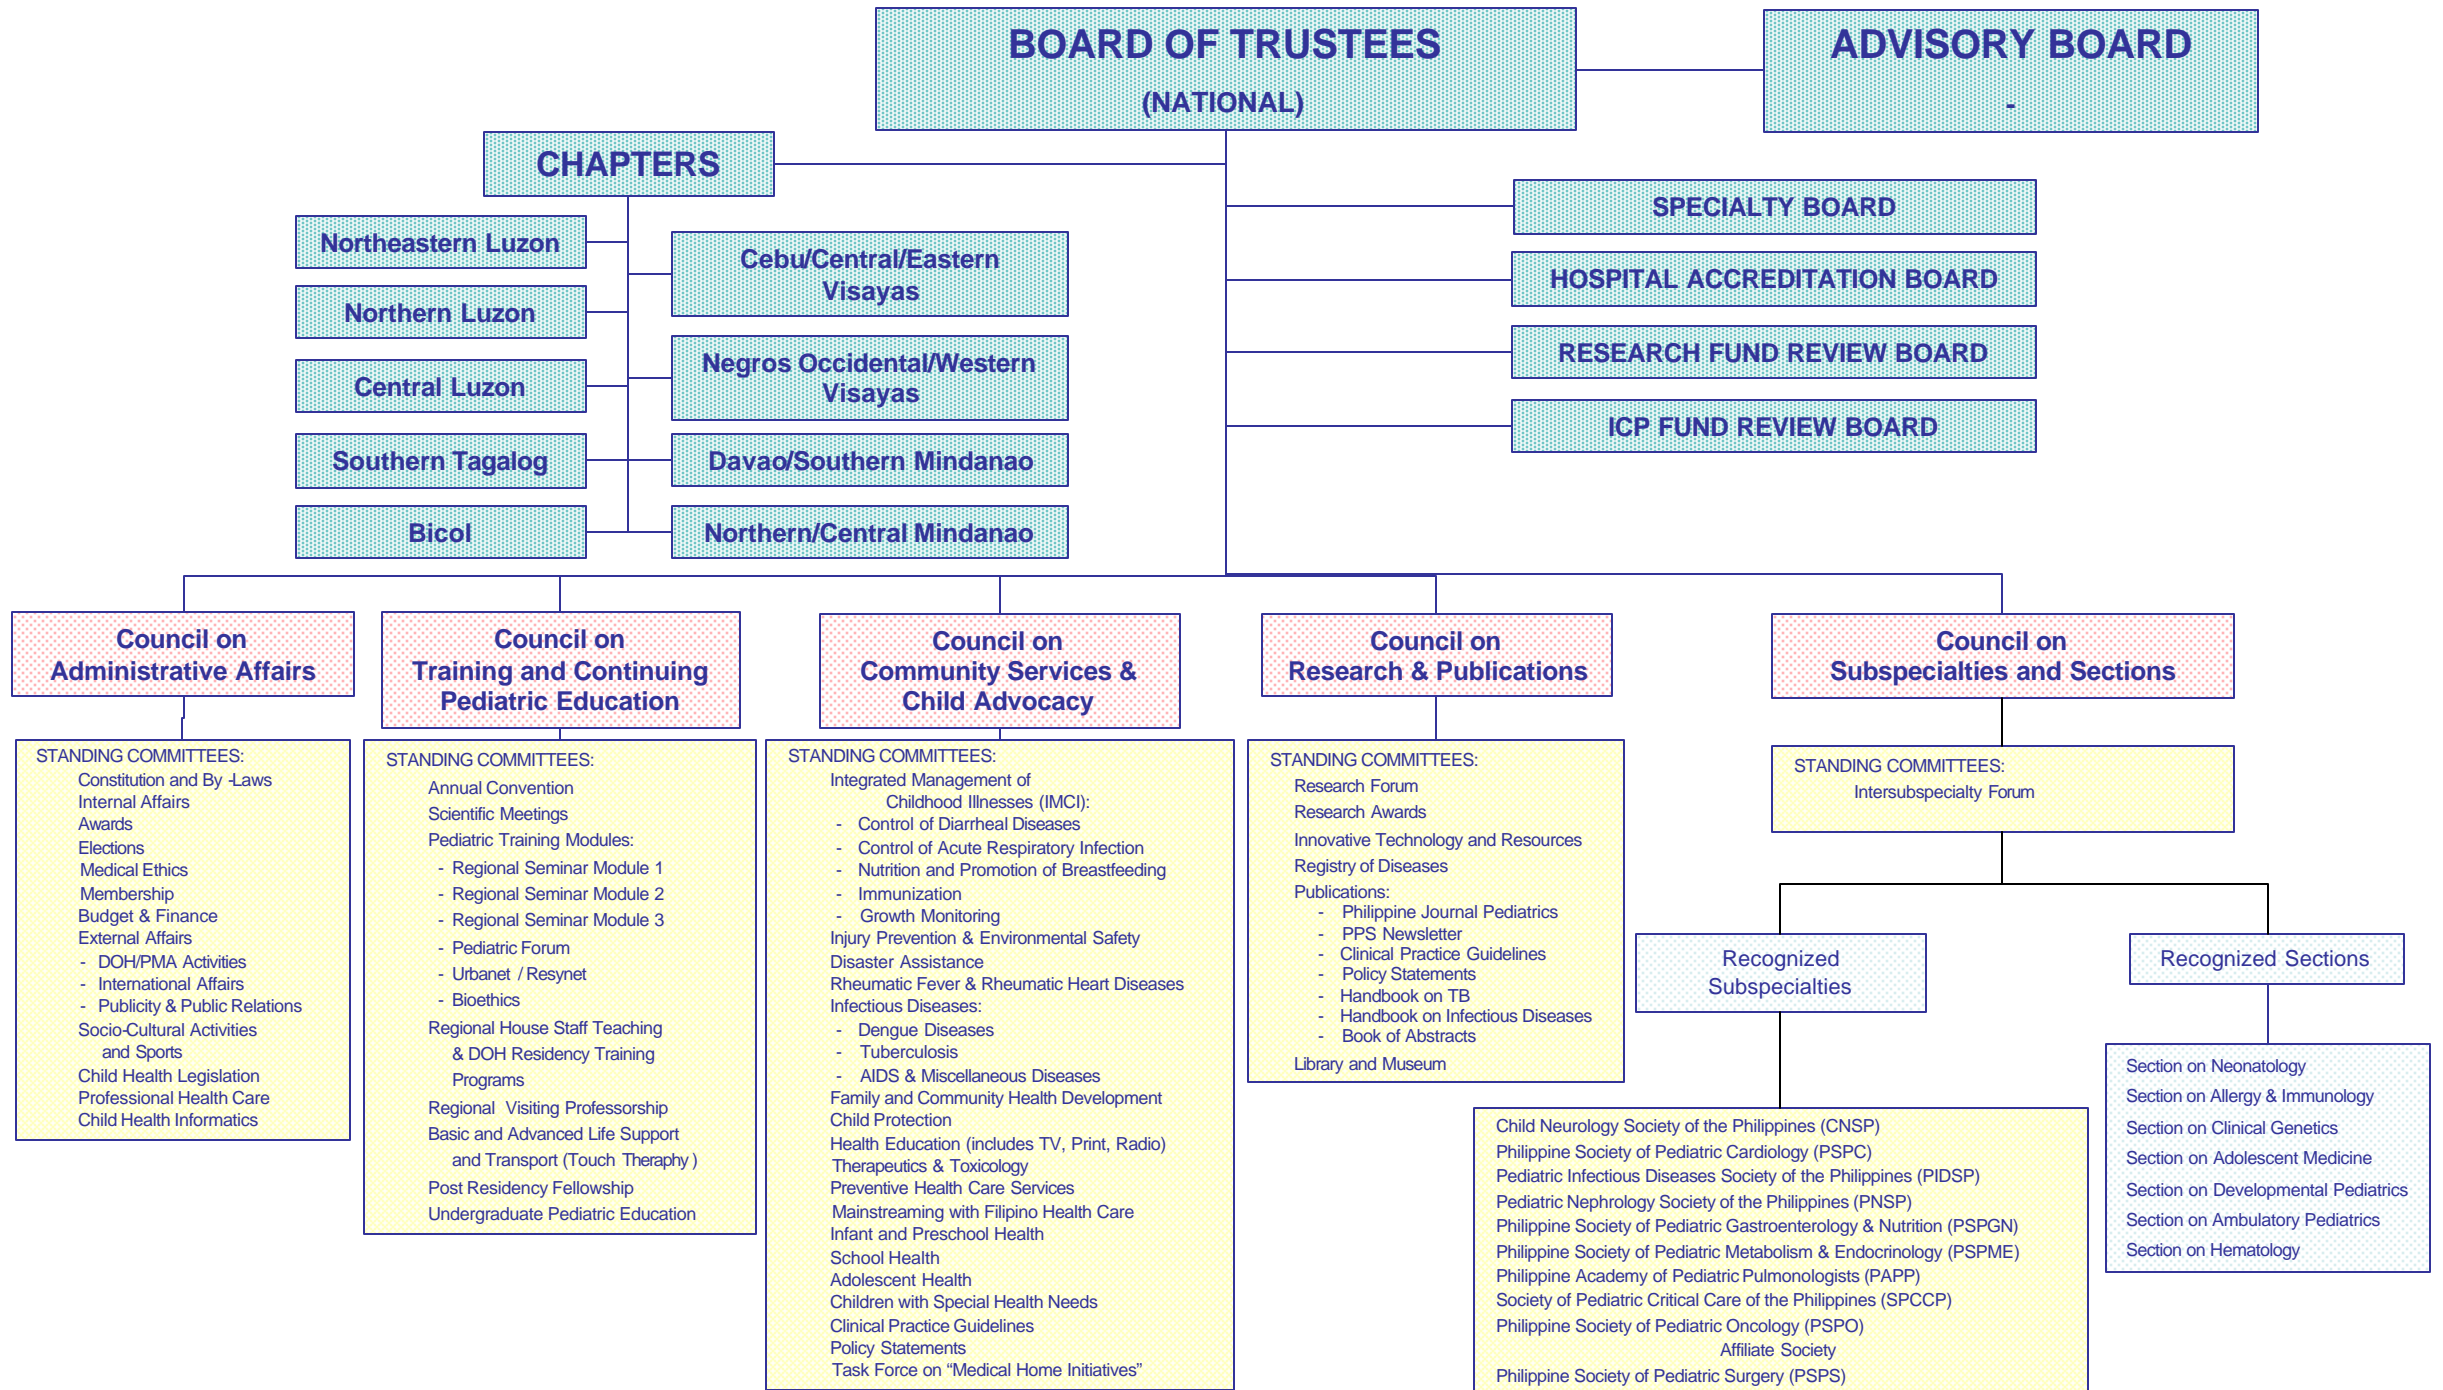 BOARD OF TRUSTEES
(NATIONAL)
ADVISORY BOARD
-
CHAPTERS
Northeastern Luzon
Northern Luzon
Central Luzon
Southern Tagalog
Bicol
Cebu/Central/Eastern
Visayas
Negros Occidental/Western
Visayas
Davao/Southern Mindanao
Northern/Central Mindanao
SPECIALTY BOARD
HOSPITAL ACCREDITATION BOARD
RESEARCH FUND REVIEW BOARD
ICP FUND REVIEW BOARD
Council on
Administrative Affairs
STANDING COMMITTEES:
Constitution and By -Laws
Internal Affairs
Awards
Elections
Medical Ethics
Membership
Budget & Finance
External Affairs
- DOH/PMA Activities
- International Affairs
- Publicity & Public Relations
Socio-Cultural Activities
and Sports
Child Health Legislation
Professional Health Care
Child Health Informatics
Council on
Training and Continuing
Pediatric Education
STANDING COMMITTEES:
Annual Convention
Scientific Meetings
Pediatric Training Modules:
- Regional Seminar Module 1
- Regional Seminar Module 2
- Regional Seminar Module 3
- Pediatric Forum
- Urbanet / Resynet
- Bioethics
Regional House Staff Teaching
& DOH Residency Training
Programs
Regional Visiting Professorship
Basic and Advanced Life Support
and Transport (Touch Theraphy )
Post Residency Fellowship
Undergraduate Pediatric Education
Council on
Community Services &
Child Advocacy
STANDING COMMITTEES:
Integrated Management of
Childhood Illnesses (IMCI):
- Control of Diarrheal Diseases
- Control of Acute Respiratory Infection
- Nutrition and Promotion of Breastfeeding
- Immunization
- Growth Monitoring
Injury Prevention & Environmental Safety
Disaster Assistance
Rheumatic Fever & Rheumatic Heart Diseases
Infectious Diseases:
- Dengue Diseases
- Tuberculosis
- AIDS & Miscellaneous Diseases
Family and Community Health Development
Child Protection
Health Education (includes TV, Print, Radio)
Therapeutics & Toxicology
Preventive Health Care Services
Mainstreaming with Filipino Health Care
Infant and Preschool Health
School Health
Adolescent Health
Children with Special Health Needs
Clinical Practice Guidelines
Policy Statements
Task Force on “Medical Home Initiatives”
Council on
Research & Publications
STANDING COMMITTEES:
Research Forum
Research Awards
Innovative Technology and Resources
Registry of Diseases
Publications:
- Philippine Journal Pediatrics
- PPS Newsletter
- Clinical Practice Guidelines
- Policy Statements
- Handbook on TB
- Handbook on Infectious Diseases
- Book of Abstracts
Library and Museum
Council on
Subspecialties and Sections
STANDING COMMITTEES:
Intersubspecialty Forum
Recognized
Subspecialties
Child Neurology Society of the Philippines (CNSP)
Philippine Society of Pediatric Cardiology (PSPC)
Pediatric Infectious Diseases Society of the Philippines (PIDSP)
Pediatric Nephrology Society of the Philippines (PNSP)
Philippine Society of Pediatric Gastroenterology & Nutrition (PSPGN)
Philippine Society of Pediatric Metabolism & Endocrinology (PSPME)
Philippine Academy of Pediatric Pulmonologists (PAPP)
Society of Pediatric Critical Care of the Philippines (SPCCP)
Philippine Society of Pediatric Oncology (PSPO)
Affiliate Society
Philippine Society of Pediatric Surgery (PSPS)
Recognized Sections
Section on Neonatology
Section on Allergy & Immunology
Section on Clinical Genetics
Section on Adolescent Medicine
Section on Developmental Pediatrics
Section on Ambulatory Pediatrics
Section on Hematology